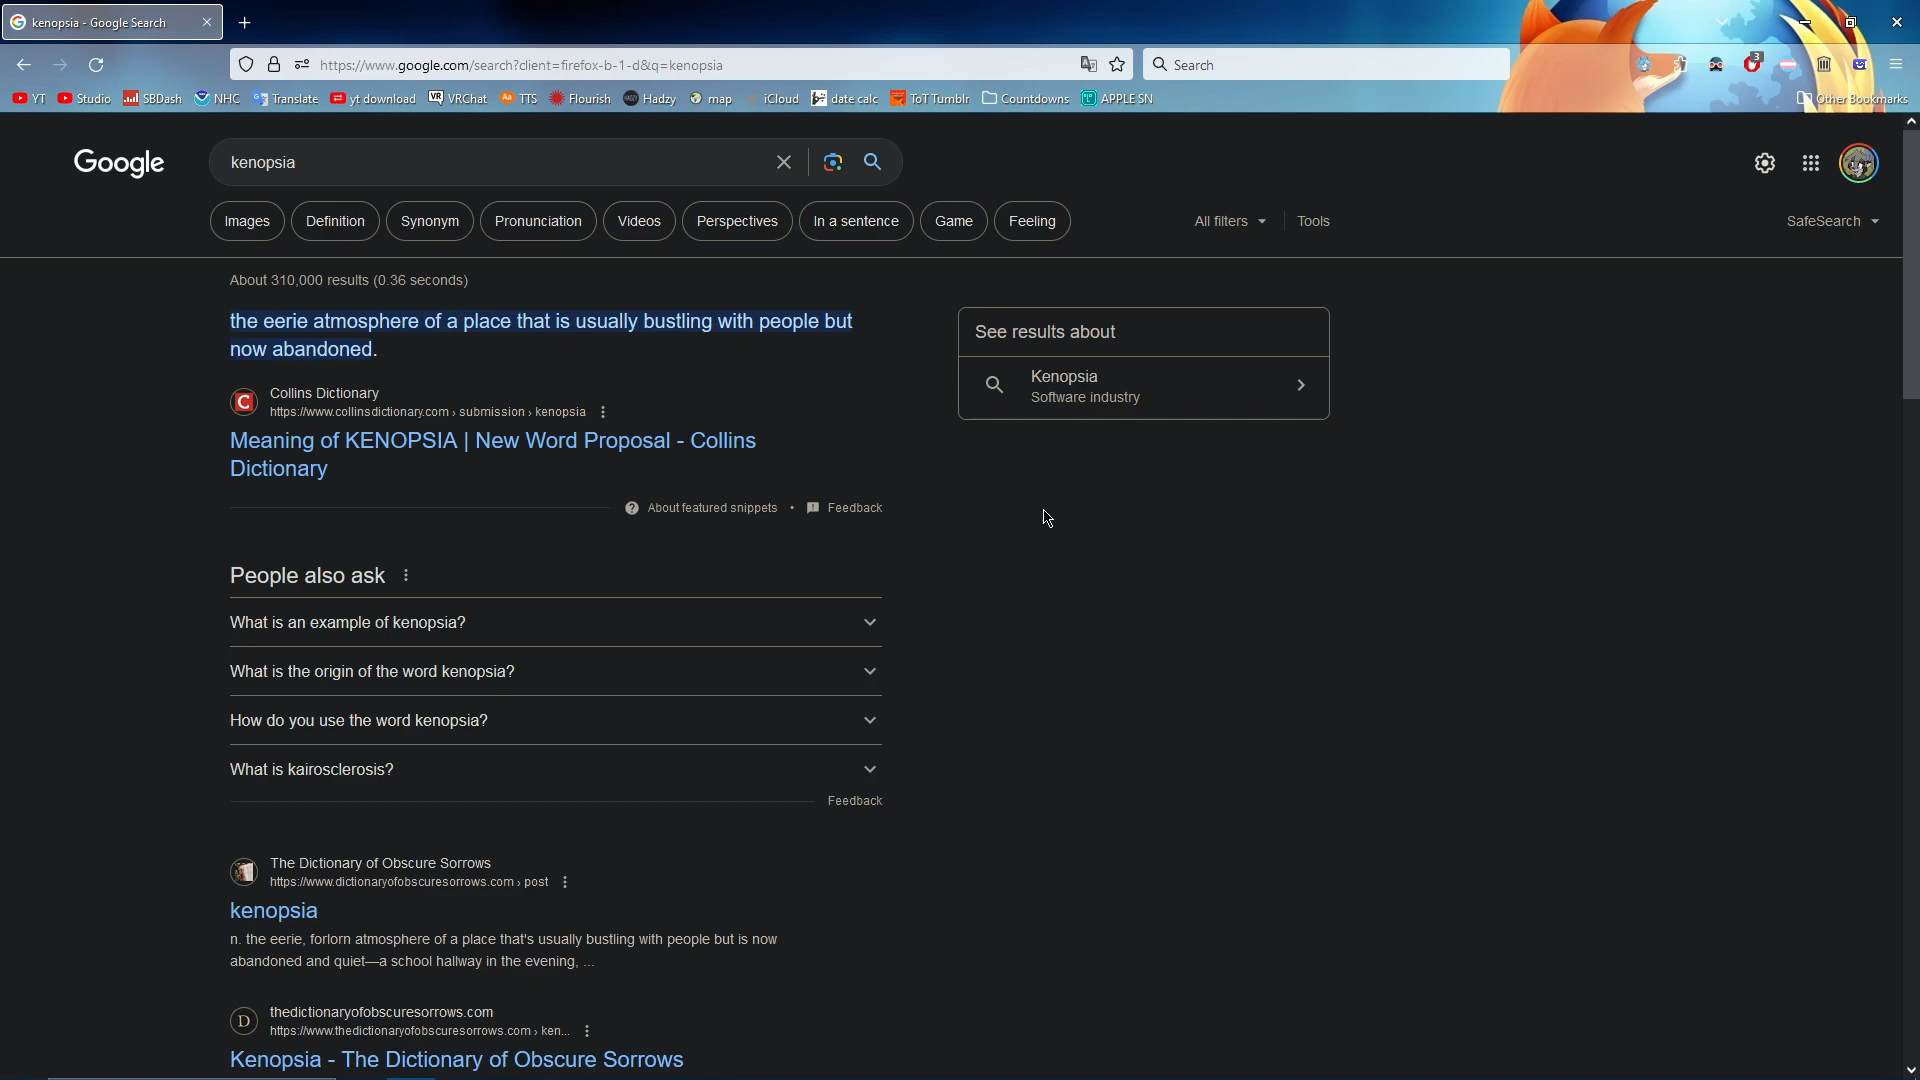 kenopsia - Google Search
https://www.google.com/search?client=firefox-b-1-d&q=kenopsia
Search
3
YT
Studio
SBDash
NHC
Translate
yt download
VRChat
TTS
Flourish
Hadzy
map
iCloud
date calc
ToT Tumblr
Countdowns
APPLE SN
Other Bookmarks
Google
kenopsia
Images
Definition
Synonym
Pronunciation
Videos
Perspectives
In a sentence
Game
Feeling
All filters
Tools
SafeSearch
About 310,000 results (0.36 seconds)
the eerie atmosphere of a place that is usually bustling with people but
now abandoned.
Collins Dictionary
https://www.collinsdictionary.com › submission › kenopsia
Meaning of KENOPSIA | New Word Proposal - Collins
Dictionary
About featured snippets • Feedback
See results about
Kenopsia
Software industry
People also ask
What is an example of kenopsia?
What is the origin of the word kenopsia?
How do you use the word kenopsia?
What is kairosclerosis?
Feedback
The Dictionary of Obscure Sorrows
https://www.dictionaryofobscuresorrows.com › post
kenopsia
n. the eerie, forlorn atmosphere of a place that's usually bustling with people but is now
abandoned and quiet—a school hallway in the evening, ...
D
thedictionaryofobscuresorrows.com
https://www.thedictionaryofobscuresorrows.com › ken...
Kenopsia - The Dictionary of Obscure Sorrows